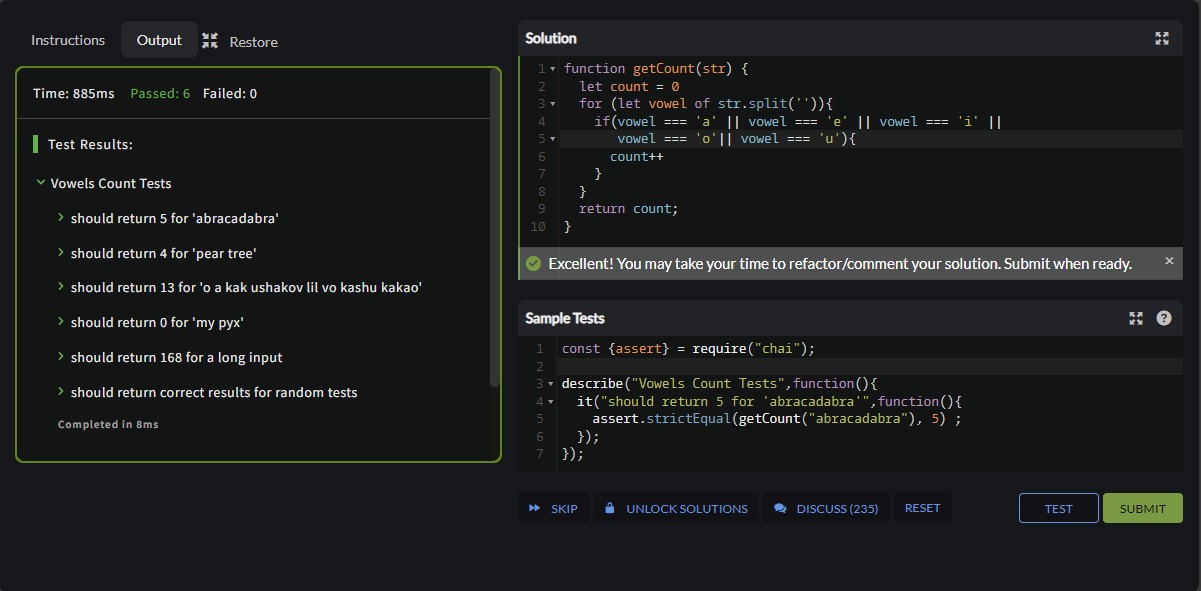 Instructions
Output
Restore
Time: 885ms Passed: 6 Failed: 0
Test Results:
Vowels Count Tests
should return 5 for 'abracadabra'
should return 4 for 'pear tree'
should return 13 for 'o a kak ushakov lil vo kashu kakao'
should return 0 for 'my pyx'
should return 168 for a long input
should return correct results for random tests
Completed in 8ms
Solution
1 function getCount(str) {
2   let count = 0
3   for (let vowel of str.split('')){
4     if(vowel === 'a' || vowel === 'e' || vowel === 'i' ||
5        vowel === 'o'|| vowel === 'u'){
6       count++
7     }
8   }
9   return count;
10 }
Excellent! You may take your time to refactor/comment your solution. Submit when ready. ×
Sample Tests ?
1 const {assert} = require("chai");
2
3 describe("Vowels Count Tests",function(){
4   it("should return 5 for 'abracadabra'",function(){
5     assert.strictEqual(getCount("abracadabra"), 5) ;
6   });
7 });
SKIP
UNLOCK SOLUTIONS
DISCUSS (235)
RESET
TEST
SUBMIT